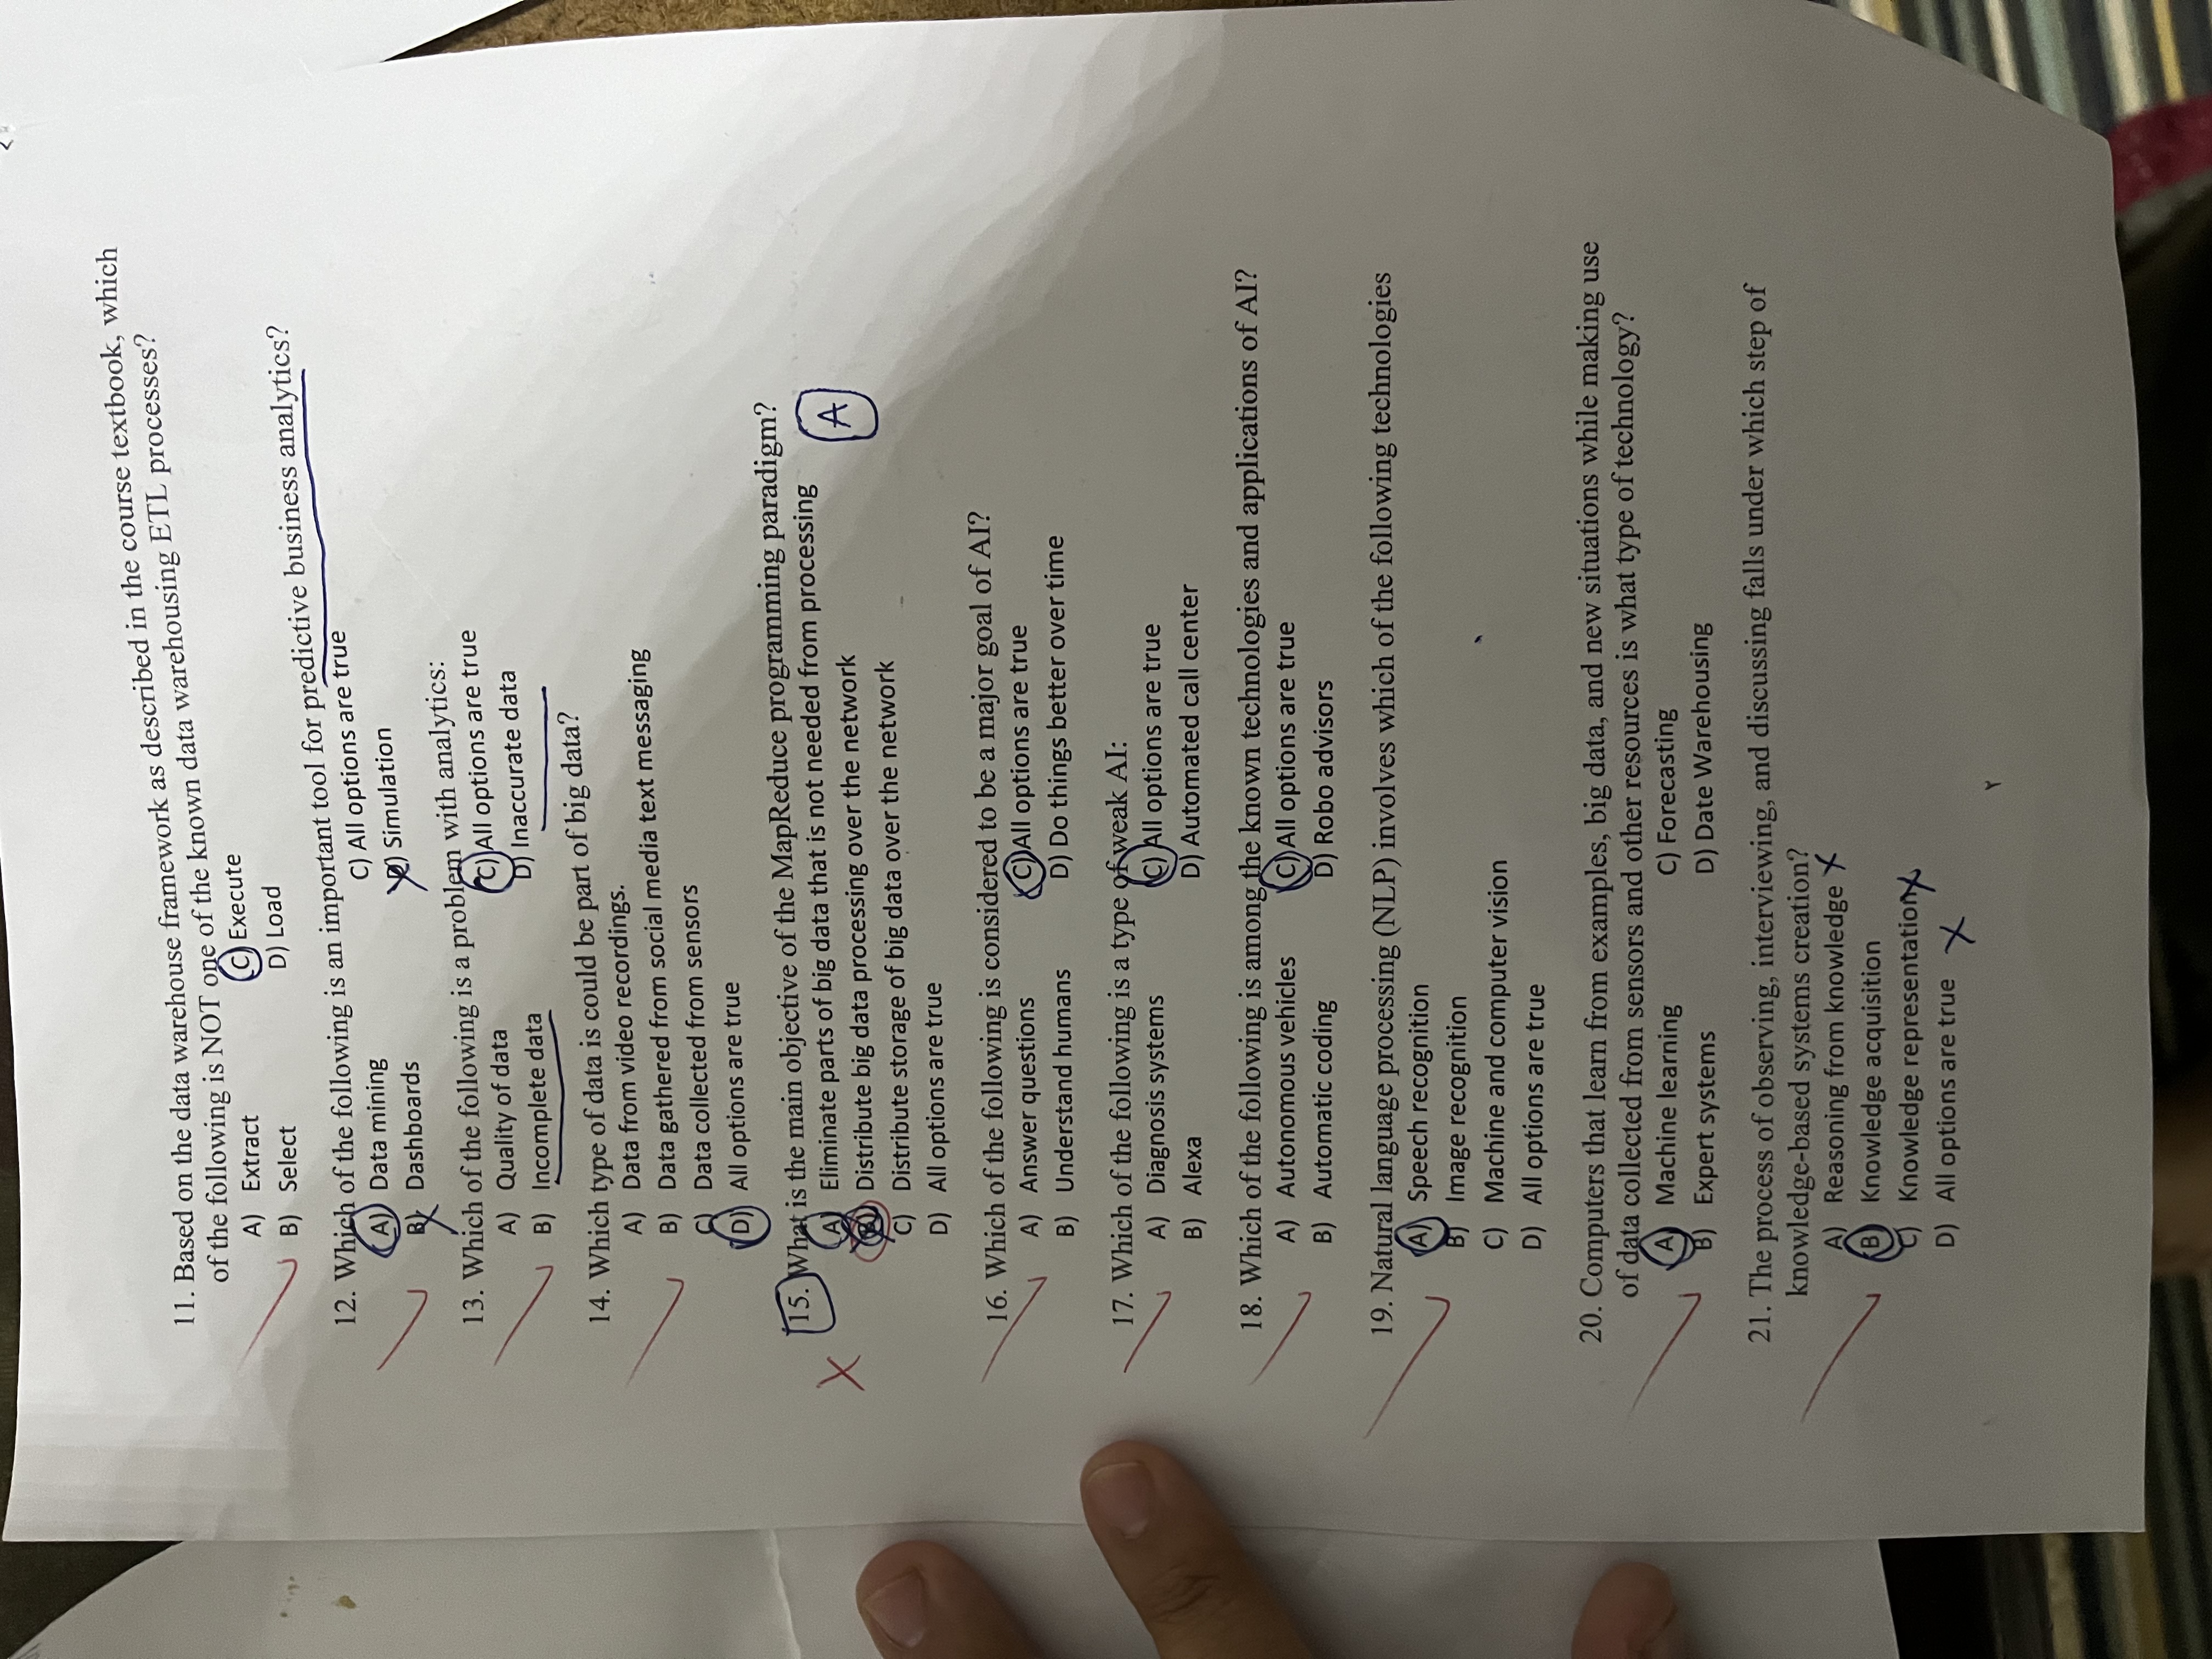 11. Based on the data warehouse framework as described in the course textbook, which
of the following is NOT one of the known data warehousing ETL processes?
A) Extract C) Execute
B) Select D) Load
12. Which of the following is an important tool for predictive business analytics?
A) Data mining C) All options are true
B) Dashboards D) Simulation
13. Which of the following is a problem with analytics:
A) Quality of data C) All options are true
B) Incomplete data D) Inaccurate data
14. Which type of data is could be part of big data?
A) Data from video recordings.
B) Data gathered from social media text messaging
C) Data collected from sensors
D) All options are true
15. What is the main objective of the MapReduce programming paradigm?
A) Eliminate parts of big data that is not needed from processing
A
B) Distribute big data processing over the network
C) Distribute storage of big data over the network
D) All options are true
16. Which of the following is considered to be a major goal of AI?
A) Answer questions C) All options are true
B) Understand humans D) Do things better over time
17. Which of the following is a type of weak AI:
A) Diagnosis systems C) All options are true
B) Alexa D) Automated call center
18. Which of the following is among the known technologies and applications of AI?
A) Autonomous vehicles C) All options are true
B) Automatic coding D) Robo advisors
19. Natural language processing (NLP) involves which of the following technologies
A) Speech recognition
B) Image recognition
C) Machine and computer vision
D) All options are true
20. Computers that learn from examples, big data, and new situations while making use
of data collected from sensors and other resources is what type of technology?
A) Machine learning C) Forecasting
B) Expert systems D) Date Warehousing
21. The process of observing, interviewing, and discussing falls under which step of
knowledge-based systems creation?
A) Reasoning from knowledge
B) Knowledge acquisition
C) Knowledge representation
D) All options are true
٢